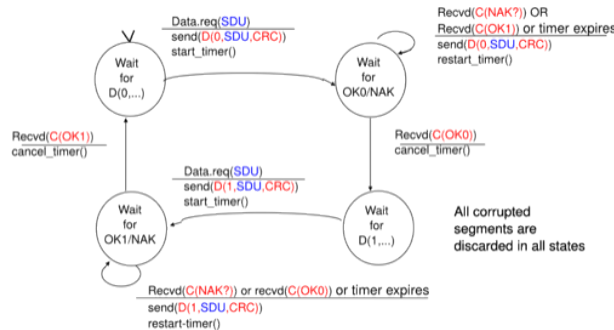 Data.req(SDU)
send(D(0,SDU,CRC))
start_timer()
Recvd(C(NAK?)) OR
Recvd(C(OK1)) or timer expires
send(D(0,SDU,CRC))
restart_timer()
Wait
for
D(0,...)
Wait
for
OK0/NAK
Recvd(C(OK1))
cancel_timer()
Recvd(C(OK0))
cancel_timer()
Data.req(SDU)
send(D(1,SDU,CRC))
start_timer()
Wait
for
OK1/NAK
Wait
for
D(1,...)
All corrupted
segments are
discarded in all states
Recvd(C(NAK?)) or recvd(C(OK0)) or timer expires
send(D(1,SDU,CRC)
restart-timer()